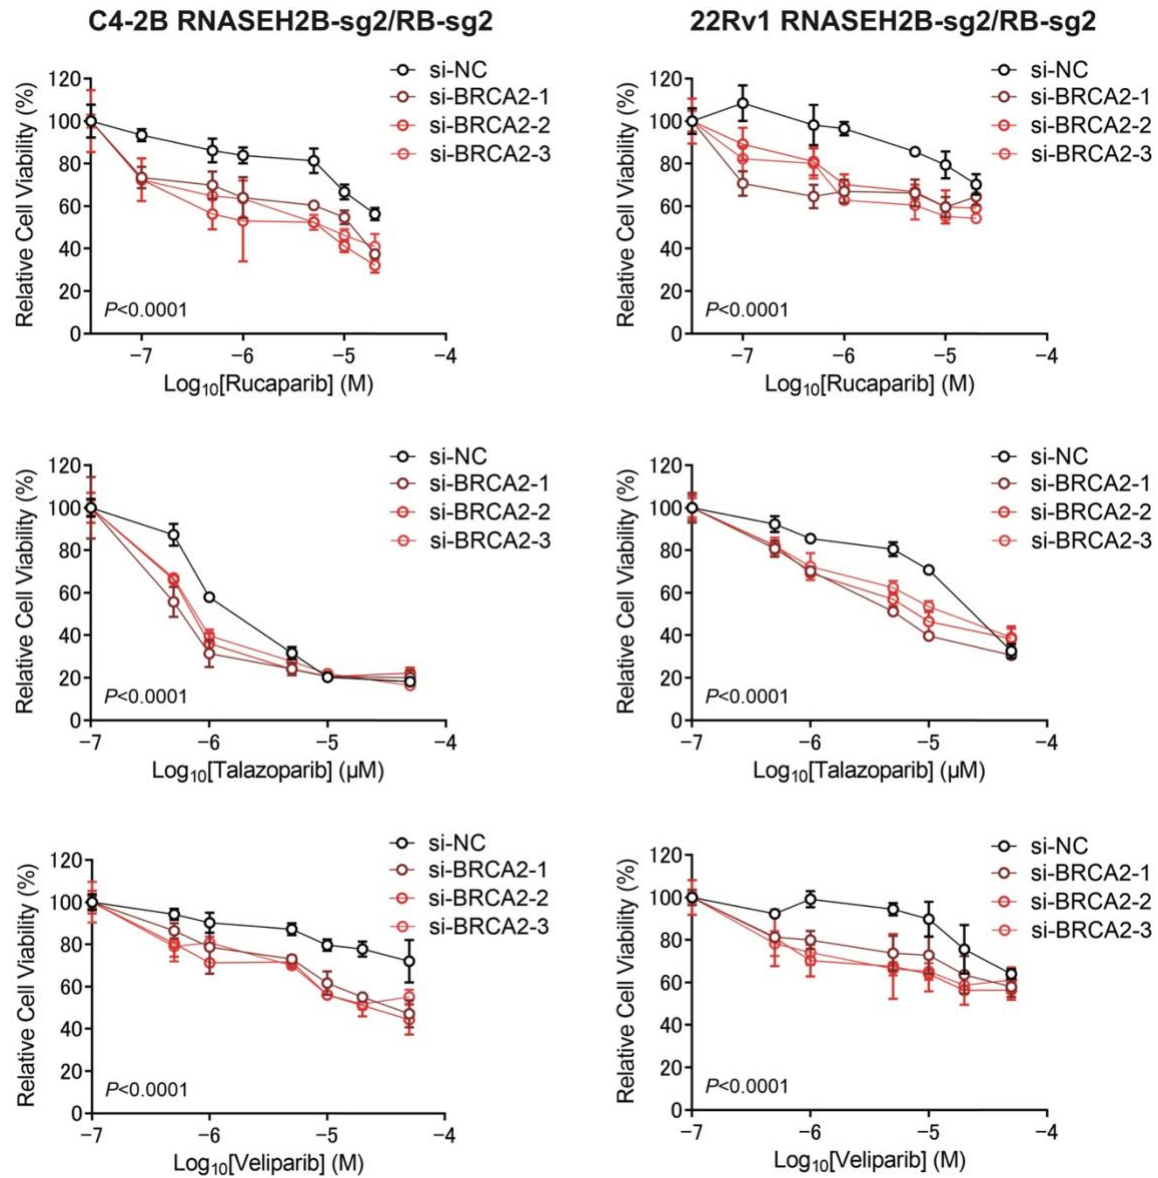 C4-2B RNASEH2B-sg2/RB-sg2
22Rv1 RNASEH2B-sg2/RB-sg2
si-NC
si-BRCA2-1
si-BRCA2-2
si-BRCA2-3
Relative Cell Viability (%)
120
100
80
60
40
20
0
P<0.0001
−7
−6
−5
−4
Log10[Rucaparib] (M)
si-NC
si-BRCA2-1
si-BRCA2-2
si-BRCA2-3
Relative Cell Viability (%)
120
100
80
60
40
20
0
P<0.0001
−7
−6
−5
−4
Log10[Rucaparib] (M)
si-NC
si-BRCA2-1
si-BRCA2-2
si-BRCA2-3
Relative Cell Viability (%)
120
100
80
60
40
20
0
P<0.0001
−7
−6
−5
−4
Log10[Talazoparib] (μM)
si-NC
si-BRCA2-1
si-BRCA2-2
si-BRCA2-3
Relative Cell Viability (%)
120
100
80
60
40
20
0
P<0.0001
−7
−6
−5
−4
Log10[Talazoparib] (μM)
si-NC
si-BRCA2-1
si-BRCA2-2
si-BRCA2-3
Relative Cell Viability (%)
120
100
80
60
40
20
0
P<0.0001
−7
−6
−5
−4
Log10[Veliparib] (M)
si-NC
si-BRCA2-1
si-BRCA2-2
si-BRCA2-3
Relative Cell Viability (%)
120
100
80
60
40
20
0
P<0.0001
−7
−6
−5
−4
Log10[Veliparib] (M)